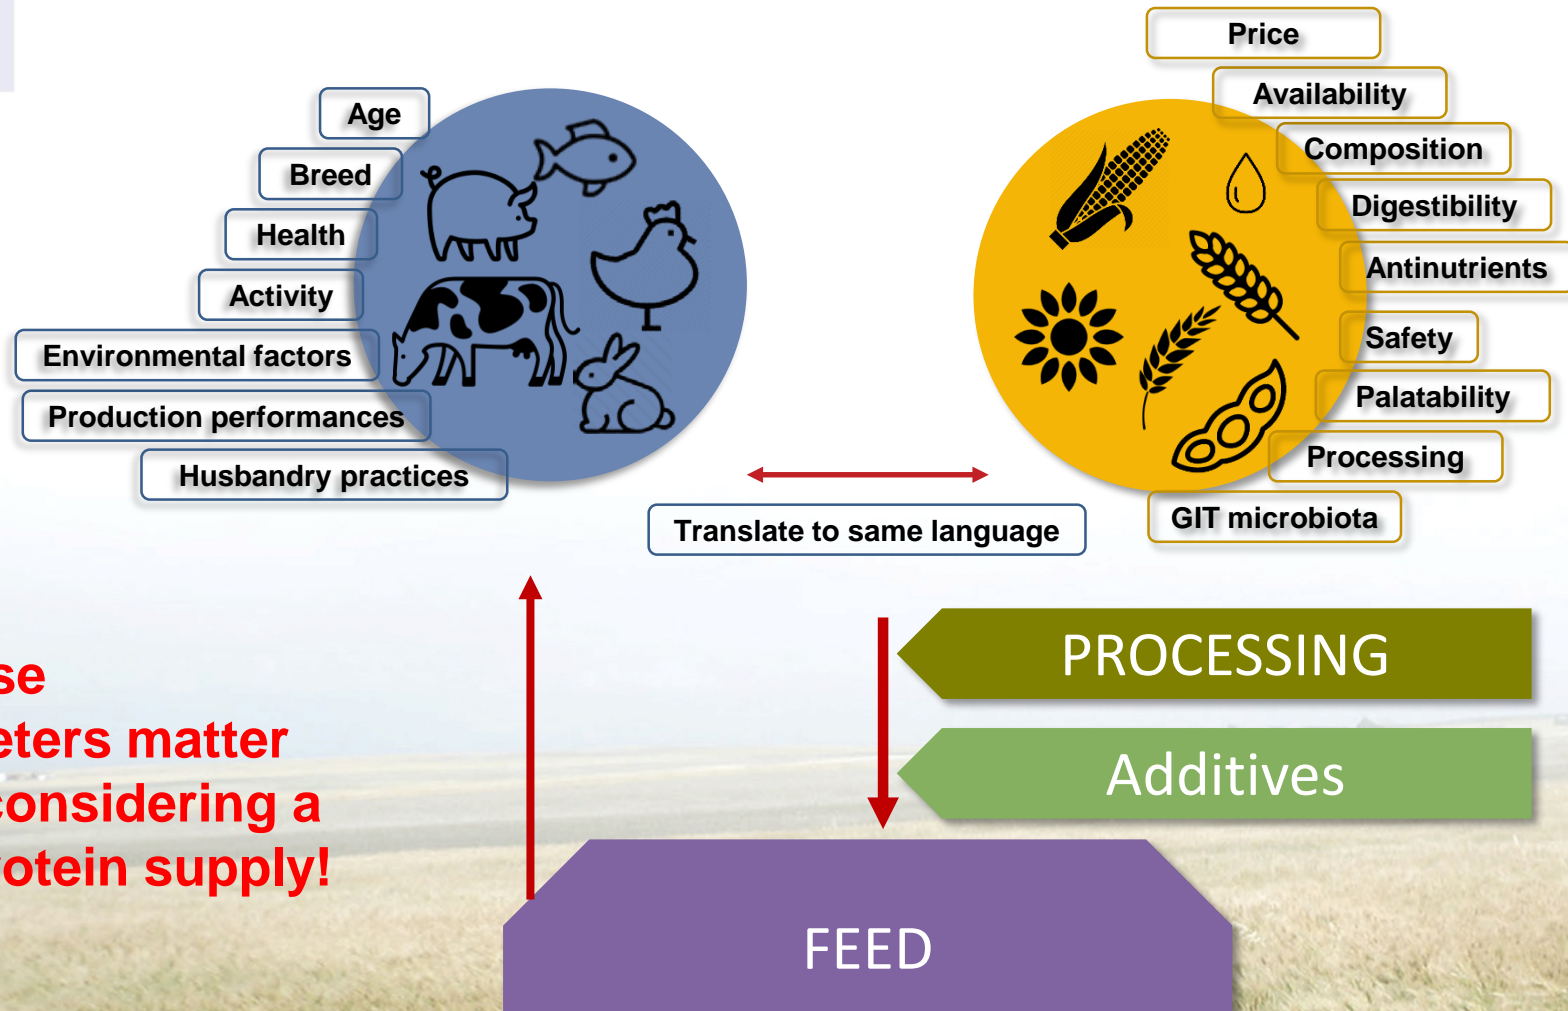 Age
Breed
Health
Activity
Environmental factors
Production performances
Husbandry practices
Price
Availability
Composition
Digestibility
Antinutrients
Safety
Palatability
Processing
GIT microbiota
Translate to same language
PROCESSING
Additives
FEED
se
eters matter
considering a
rotein supply!